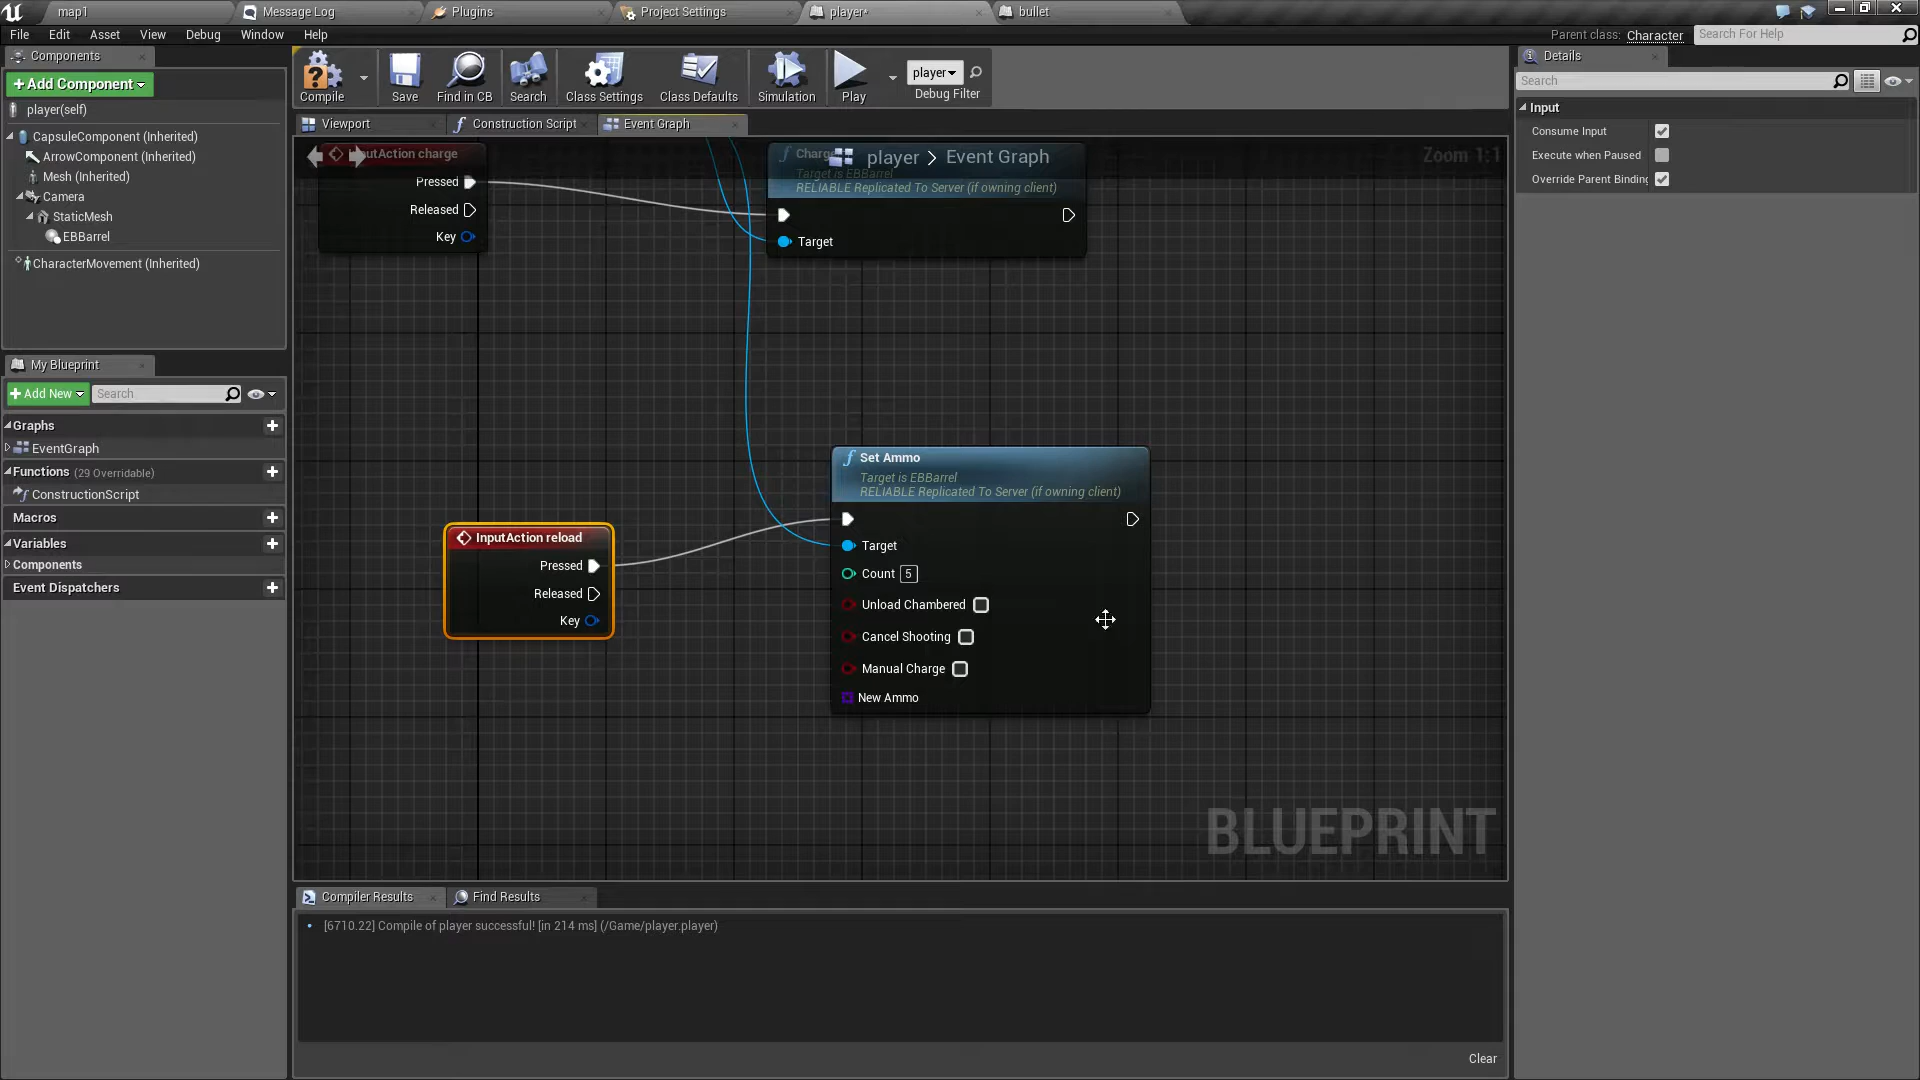 map1
Message Log
Plugins
Project Settings
player*
bullet
File Edit Asset View Debug Window Help
Parent class: Character
Search For Help
Components
+ Add Component
player(self)
CapsuleComponent (Inherited)
ArrowComponent (Inherited)
Mesh (Inherited)
Camera
StaticMesh
EBBarrel
CharacterMovement (Inherited)
My Blueprint
+ Add New
Search
Graphs
EventGraph
Functions (29 Overridable)
ConstructionScript
Macros
Variables
Components
Event Dispatchers
Compile
Save
Find in CB
Search
Class Settings
Class Defaults
Simulation
Play
player
Debug Filter
Viewport
Construction Script
Event Graph
player > Event Graph
Zoom 1:1
charge
Pressed
Released
Key
Target is EBBarrel
RELIABLE Replicated To Server (if owning client)
Target
InputAction reload
Pressed
Released
Key
Set Ammo
Target is EBBarrel
RELIABLE Replicated To Server (if owning client)
Target
Count 5
Unload Chambered
Cancel Shooting
Manual Charge
New Ammo
BLUEPRINT
Compiler Results
Find Results
[6710.22] Compile of player successful! [in 214 ms] (/Game/player.player)
Clear
Details
Search
Input
Consume Input
Execute when Paused
Override Parent Binding